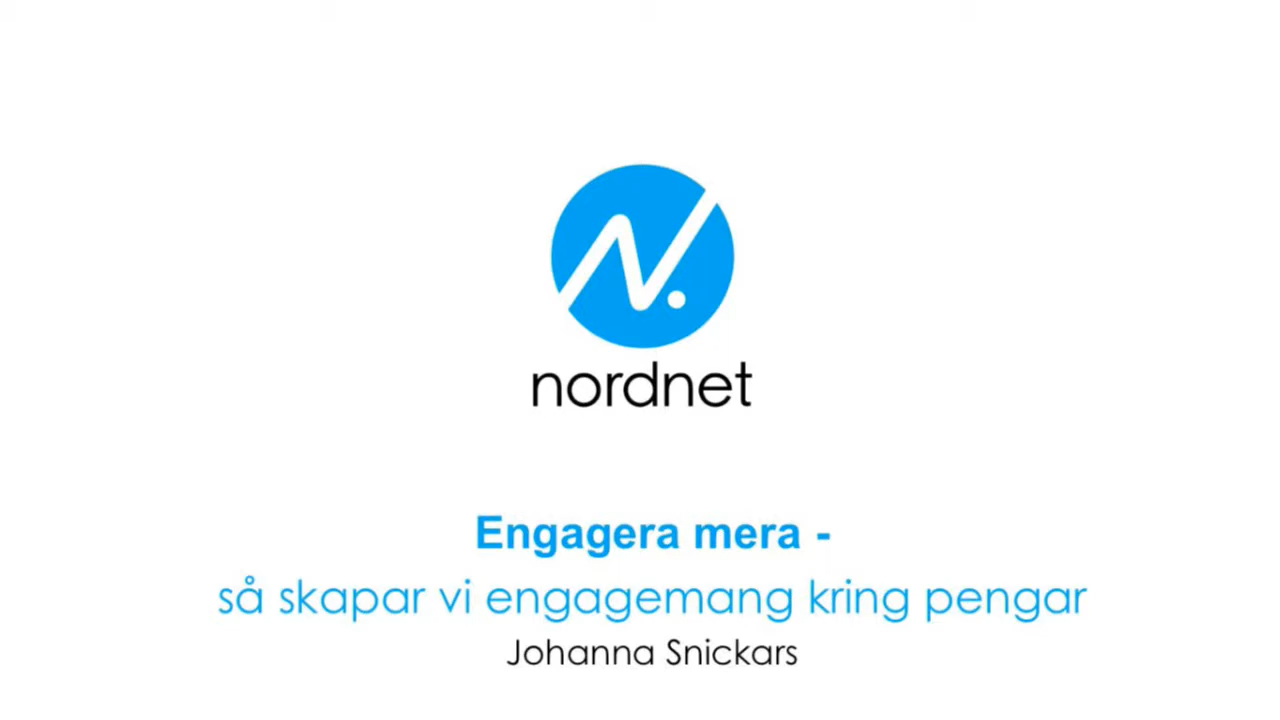 nordnet
Engagera mera -
så skapar vi engagemang kring pengar
Johanna Snickars